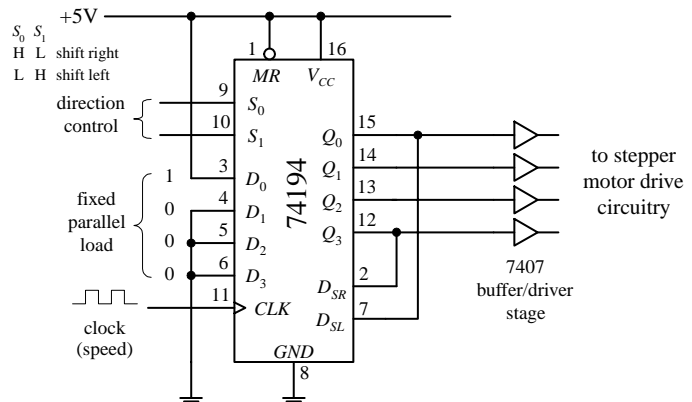 +5V
S0 S1
H L shift right
L H shift left
1
16
MR
VCC
direction
control
9
S0
10
S1
15
Q0
14
Q1
13
Q2
12
Q3
to stepper
motor drive
circuitry
fixed
parallel
load
1
3
D0
0
4
D1
0
5
D2
0
6
D3
74194
2
DSR
7
DSL
7407
buffer/driver
stage
11
CLK
clock
(speed)
GND
8